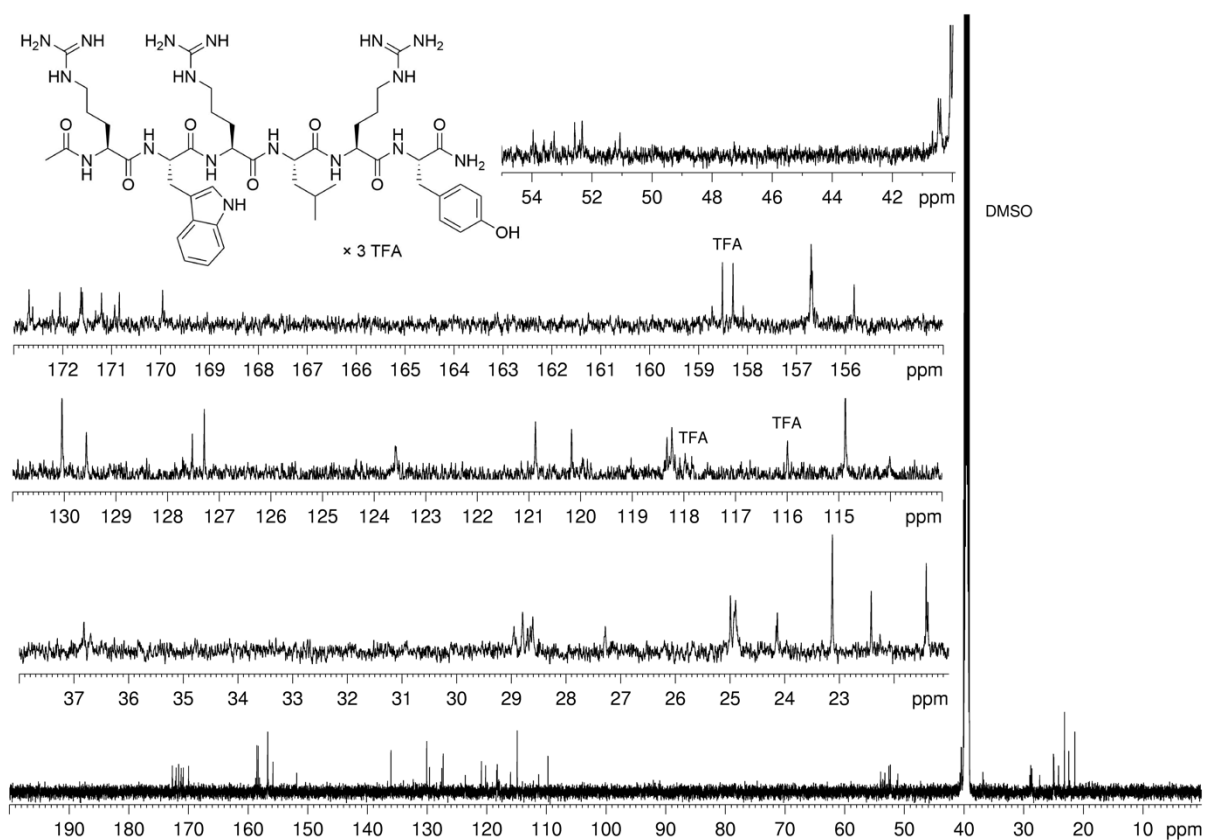 H₂N NH H₂N NH HN NH₂
HN HN NH
O H O H O H O
N N N NH₂
N N N
H O H O H O
NH
OH
× 3 TFA
54 52 50 48 46 44 42 ppm
DMSO
TFA
172 171 170 169 168 167 166 165 164 163 162 161 160 159 158 157 156 ppm
TFA TFA
130 129 128 127 126 125 124 123 122 121 120 119 118 117 116 115 ppm
37 36 35 34 33 32 31 30 29 28 27 26 25 24 23 ppm
190 180 170 160 150 140 130 120 110 100 90 80 70 60 50 40 30 20 10 ppm